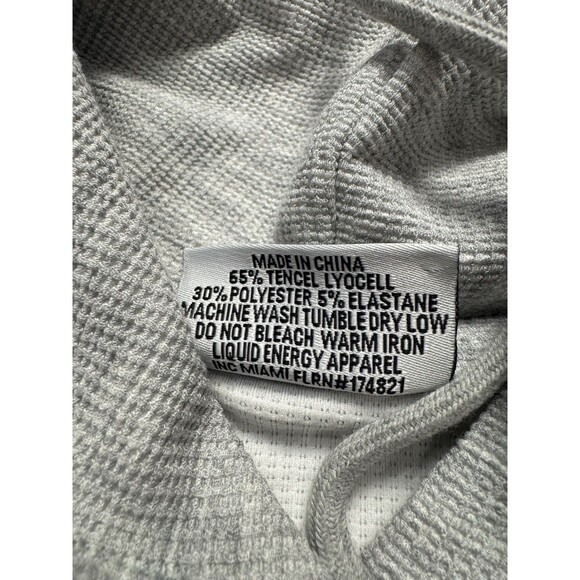 MADE IN CHINA
65% TENCEL LYOCELL
30% POLYESTER 5% ELASTANE
MACHINE WASH TUMBLE DRY LOW
DO NOT BLEACH WARM IRON
LIQUID ENERGY APPAREL
INC MIAMI FLRN#174821